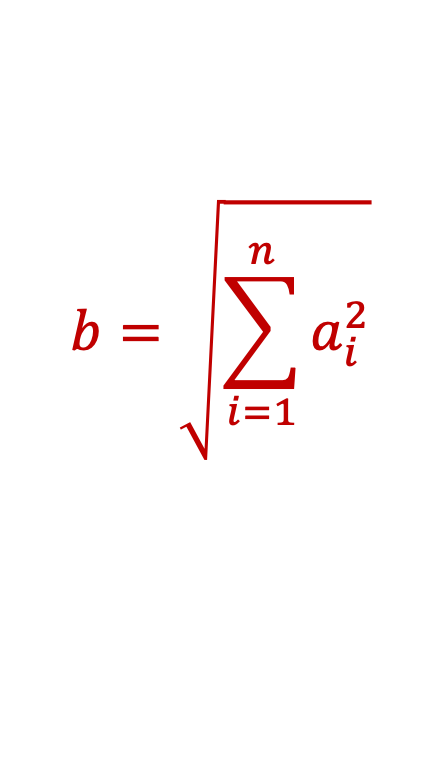 b = √(∑_{i=1}^{n} a_i^2)